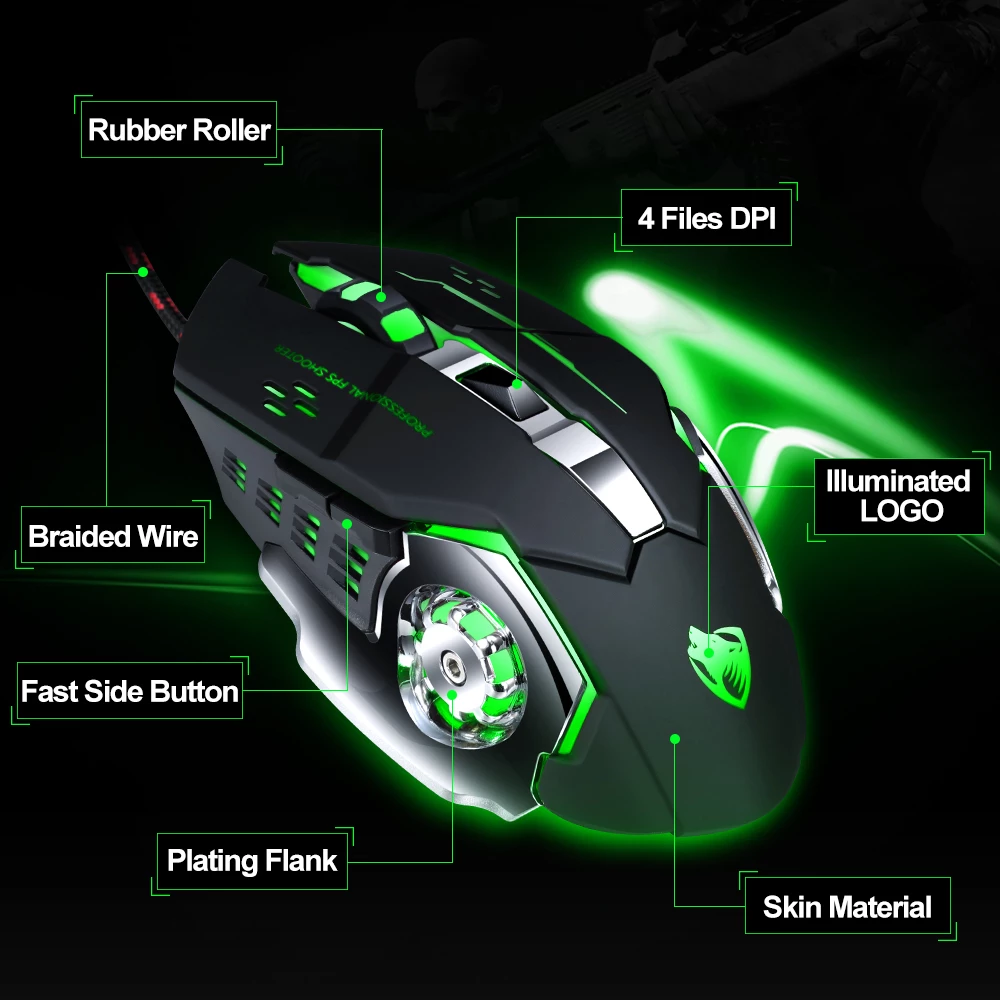 Rubber Roller
4 Files DPI
PROFESSIONAL FPS SHOOTER
Illuminated
LOGO
Braided Wire
Fast Side Button
Plating Flank
Skin Material